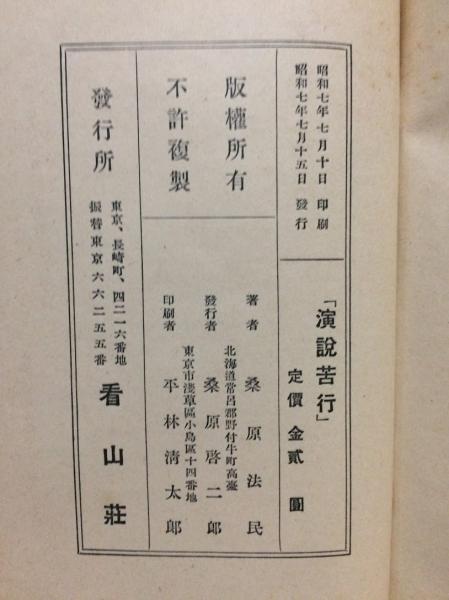 昭和七年七月十日 印刷
昭和七年七月十五日 發行
「演說苦行」
定價 金貳圓
版權所有
不許複製
著者 桑原法民
北海道常呂郡野付牛町高臺
發行者 桑原啓二郞
東京市淺草區小島區十四番地
印刷者 平林淸太郞
發行所
東京、長崎町、四二一六番地
振替東京六六二五五番
看山莊